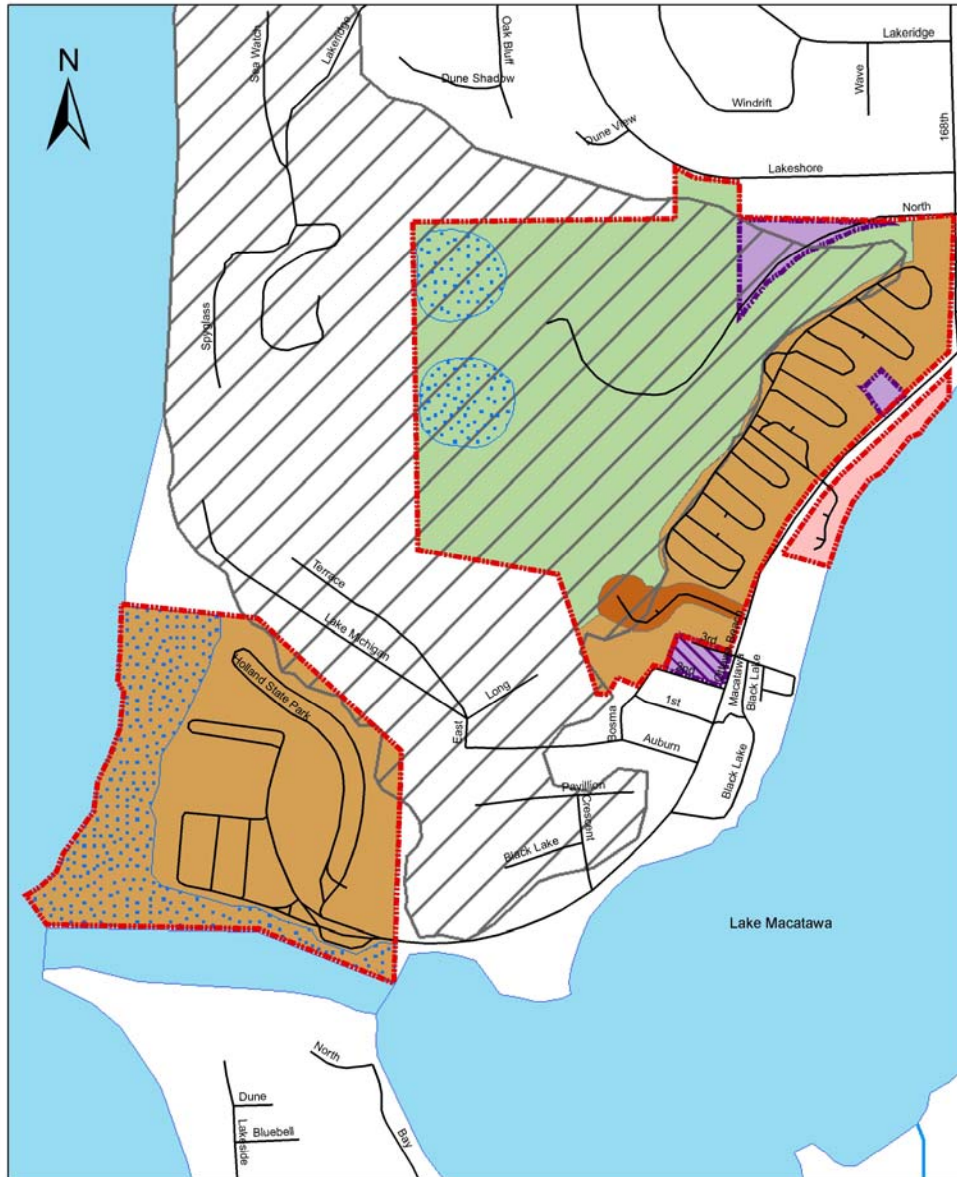 N
Sea Watch
Lakeridge
Oak Bluff
Dune Shadow
Lakeridge
Windrift
Wave
Dune View
168th
Lakeshore
North
Spyglass
Terrace
Lake Michigan
Long
East
Holland State Park
3rd
2nd
1st
Macatawa
Black Lake
Bosma
Auburn
Black Lake
Pavillion
Crescent
Black Lake
Lake Macatawa
North
Dune
Lakeside
Bluebell
Bay